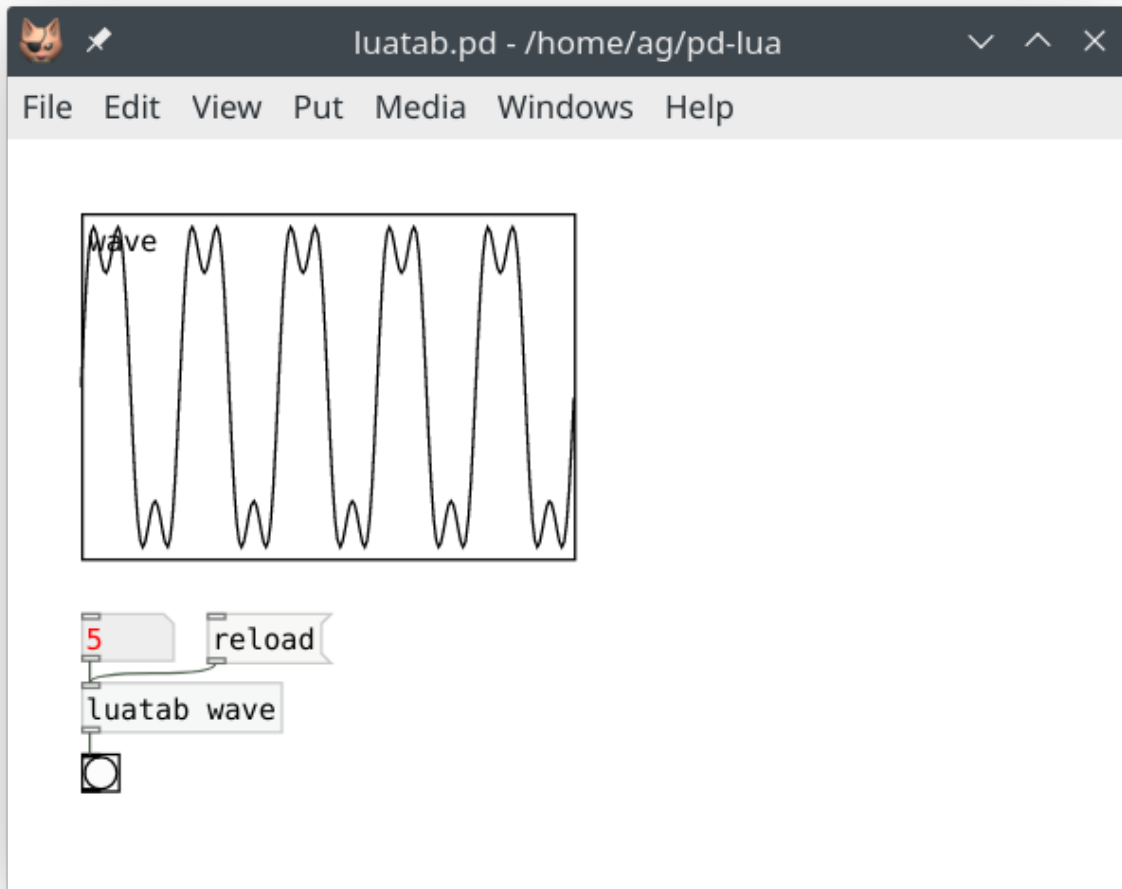 luatab.pd - /home/ag/pd-lua
File Edit View Put Media Windows Help
wave
5 reload
luatab wave